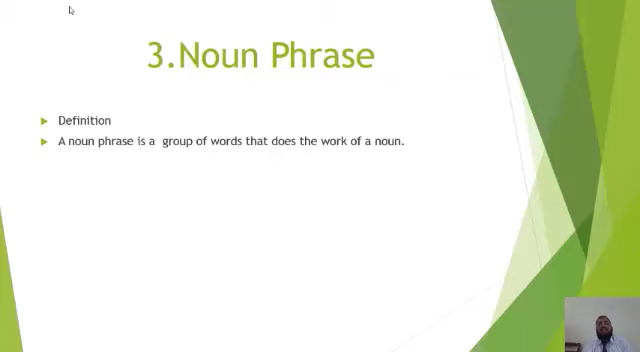 3.Noun Phrase
Definition
A noun phrase is a group of words that does the work of a noun.